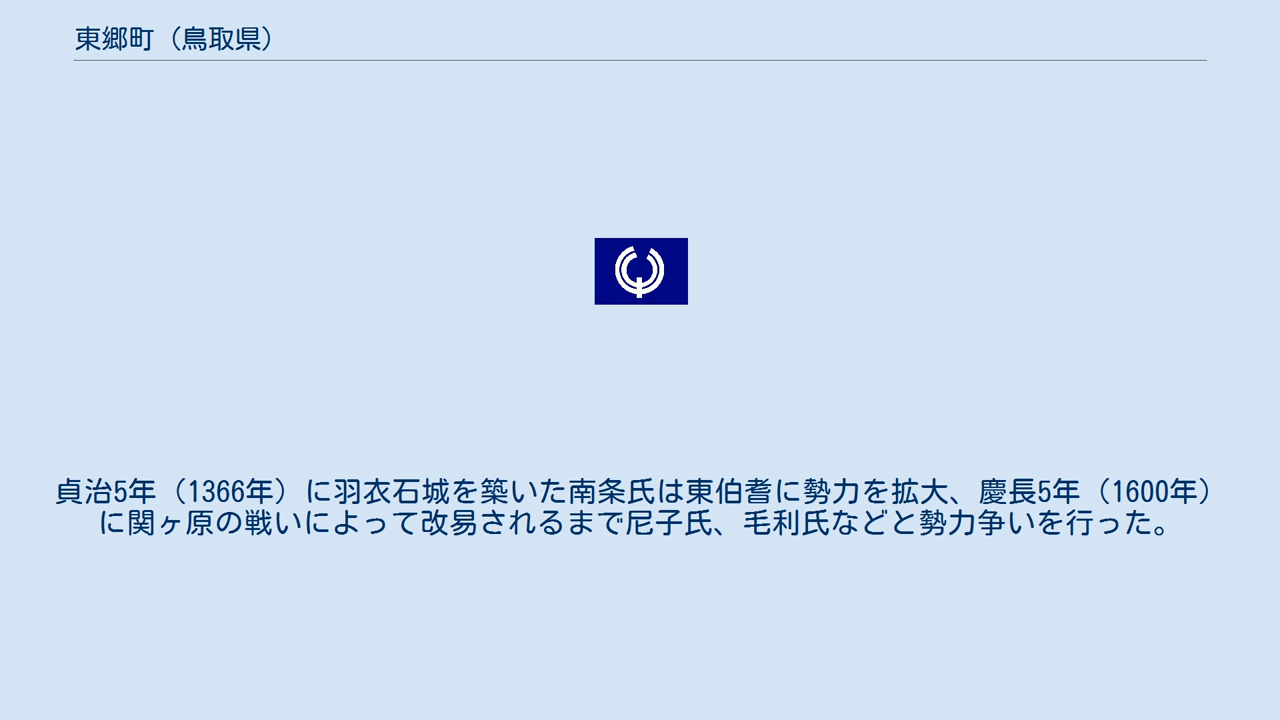 東郷町（鳥取県）
貞治5年（1366年）に羽衣石城を築いた南条氏は東伯耆に勢力を拡大、慶長5年（1600年）
に関ヶ原の戦いによって改易されるまで尼子氏、毛利氏などと勢力争いを行った。